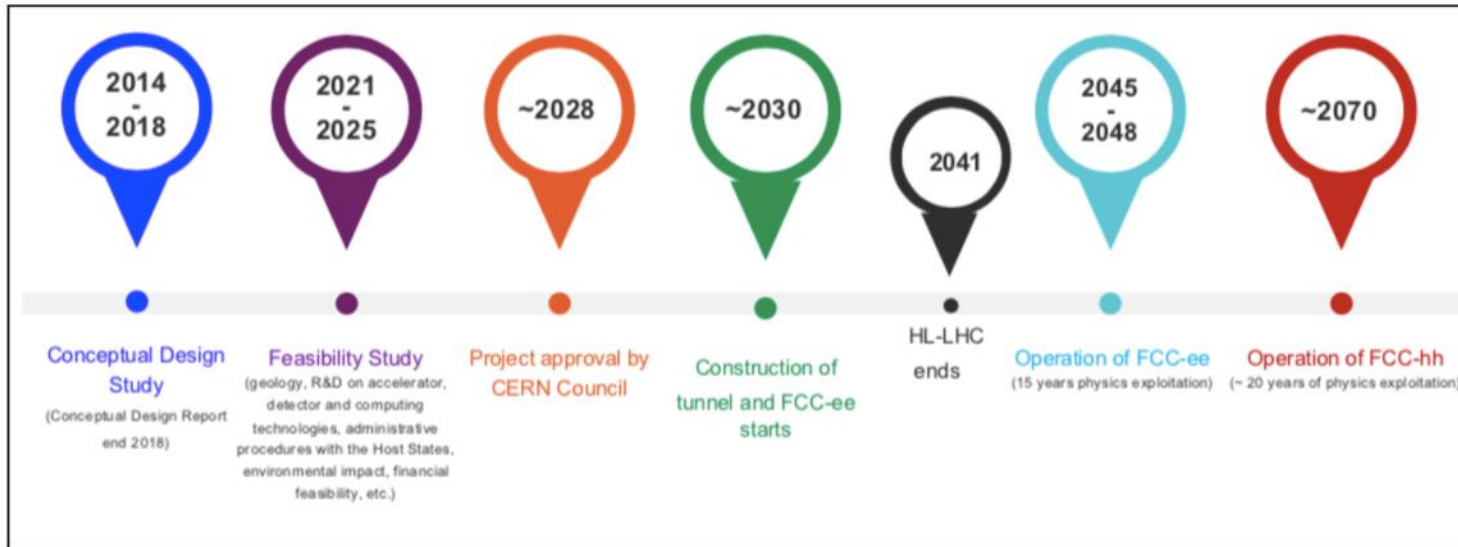 2014
-
2018
2021
-
2025
~2028
~2030
2041
2045
-
2048
~2070
Conceptual Design
Study
(Conceptual Design Report
end 2018)
Feasibility Study
(geology, R&D on accelerator,
detector and computing
technologies, administrative
procedures with the Host States,
environmental impact, financial
feasibility, etc.)
Project approval by
CERN Council
Construction of
tunnel and FCC-ee
starts
HL-LHC
ends
Operation of FCC-ee
(15 years physics exploitation)
Operation of FCC-hh
(~ 20 years of physics exploitation)